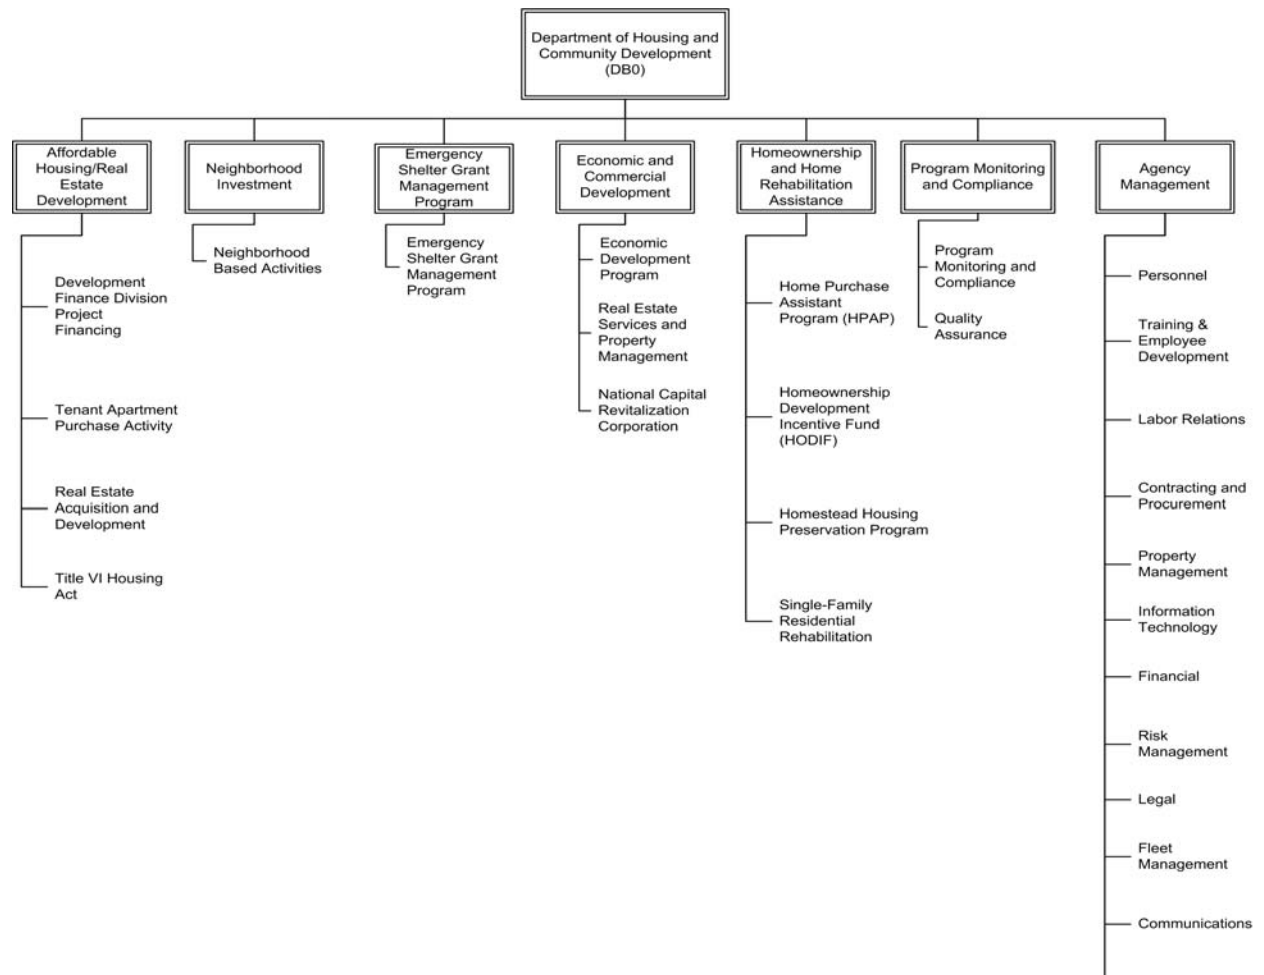 Department of Housing and
Community Development
(DB0)
Affordable
Housing/Real
Estate
Development
Neighborhood
Investment
Emergency
Shelter Grant
Management
Program
Economic and
Commercial
Development
Homeownership
and Home
Rehabilitation
Assistance
Program Monitoring
and Compliance
Agency
Management
Development
Finance Division
Project
Financing
Tenant Apartment
Purchase Activity
Real Estate
Acquisition and
Development
Title VI Housing
Act
Neighborhood
Based Activities
Emergency
Shelter Grant
Management
Program
Economic
Development
Program
Real Estate
Services and
Property
Management
National Capital
Revitalization
Corporation
Home Purchase
Assistant
Program (HPAP)
Homeownership
Development
Incentive Fund
(HODIF)
Homestead Housing
Preservation Program
Single-Family
Residential
Rehabilitation
Program
Monitoring and
Compliance
Quality
Assurance
Personnel
Training &
Employee
Development
Labor Relations
Contracting and
Procurement
Property
Management
Information
Technology
Financial
Risk
Management
Legal
Fleet
Management
Communications